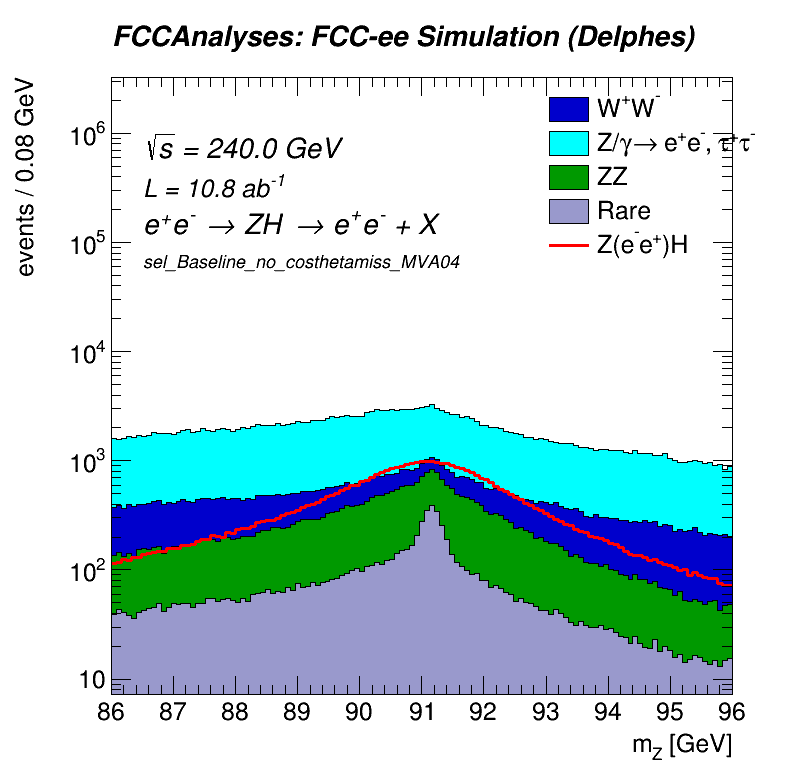 FCCAnalyses: FCC-ee Simulation (Delphes)
events / 0.08 GeV
√s = 240.0 GeV
L = 10.8 ab⁻¹
e⁺e⁻ → ZH → e⁺e⁻ + X
sel_Baseline_no_costhetamiss_MVA04
W⁺W⁻
Z/γ→ e⁺e⁻, τ⁺τ⁻
ZZ
Rare
Z(e⁻e⁺)H
10⁶
10⁵
10⁴
10³
10²
10
86 87 88 89 90 91 92 93 94 95 96
m_Z [GeV]